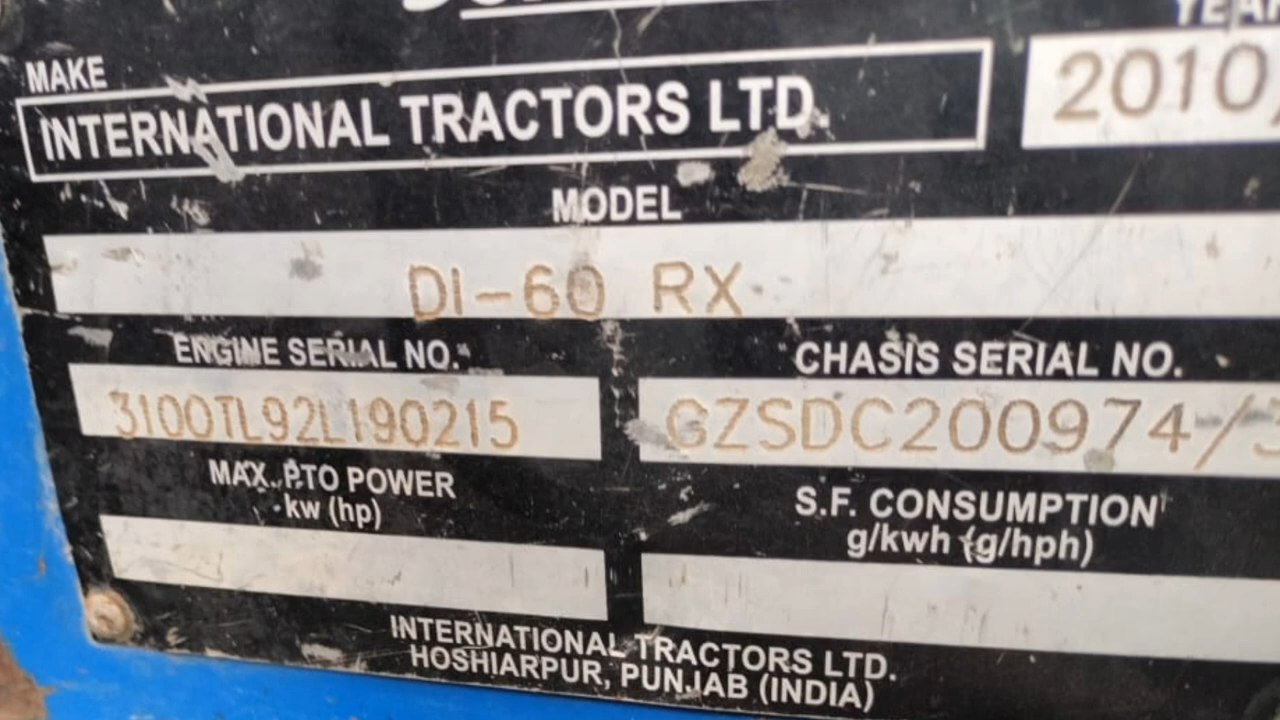 MAKE
INTERNATIONAL TRACTORS LTD.
2010
MODEL
DI-60 RX
ENGINE SERIAL NO.
CHASIS SERIAL NO.
3100TL92L190215
GZSDC200974/
MAX. PTO POWER
kw (hp)
S.F. CONSUMPTION
g/kwh (g/hph)
INTERNATIONAL TRACTORS LTD.
HOSHIARPUR, PUNJAB (INDIA)